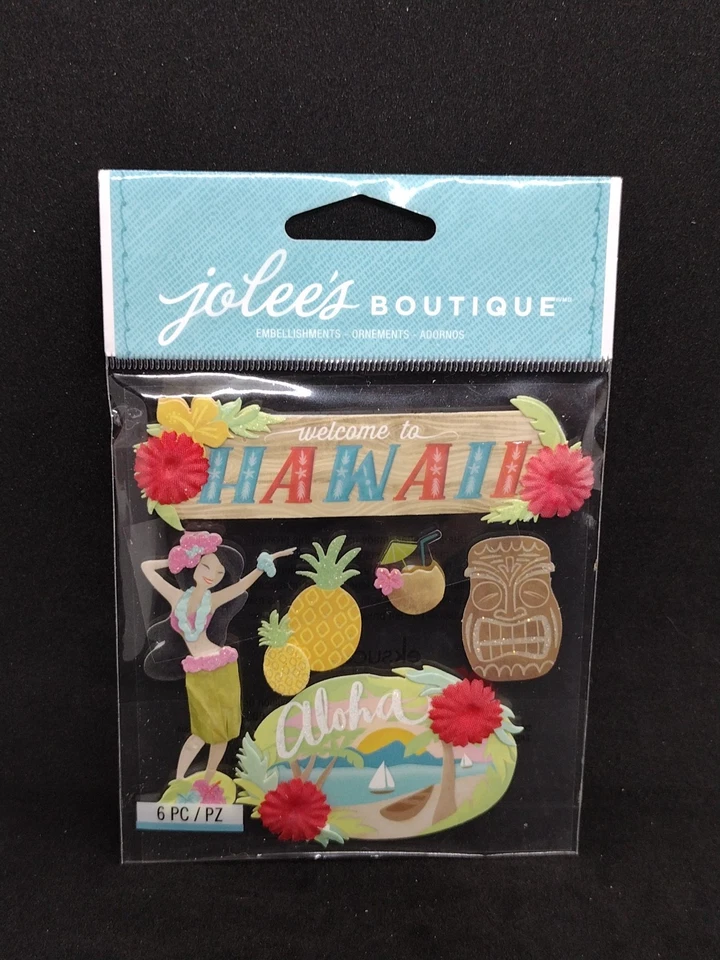 jolee's BOUTIQUE
EMBELLISHMENTS - ORNEMENTS - ADORNOS
welcome to
HAWAII
Aloha
6 PC / PZ